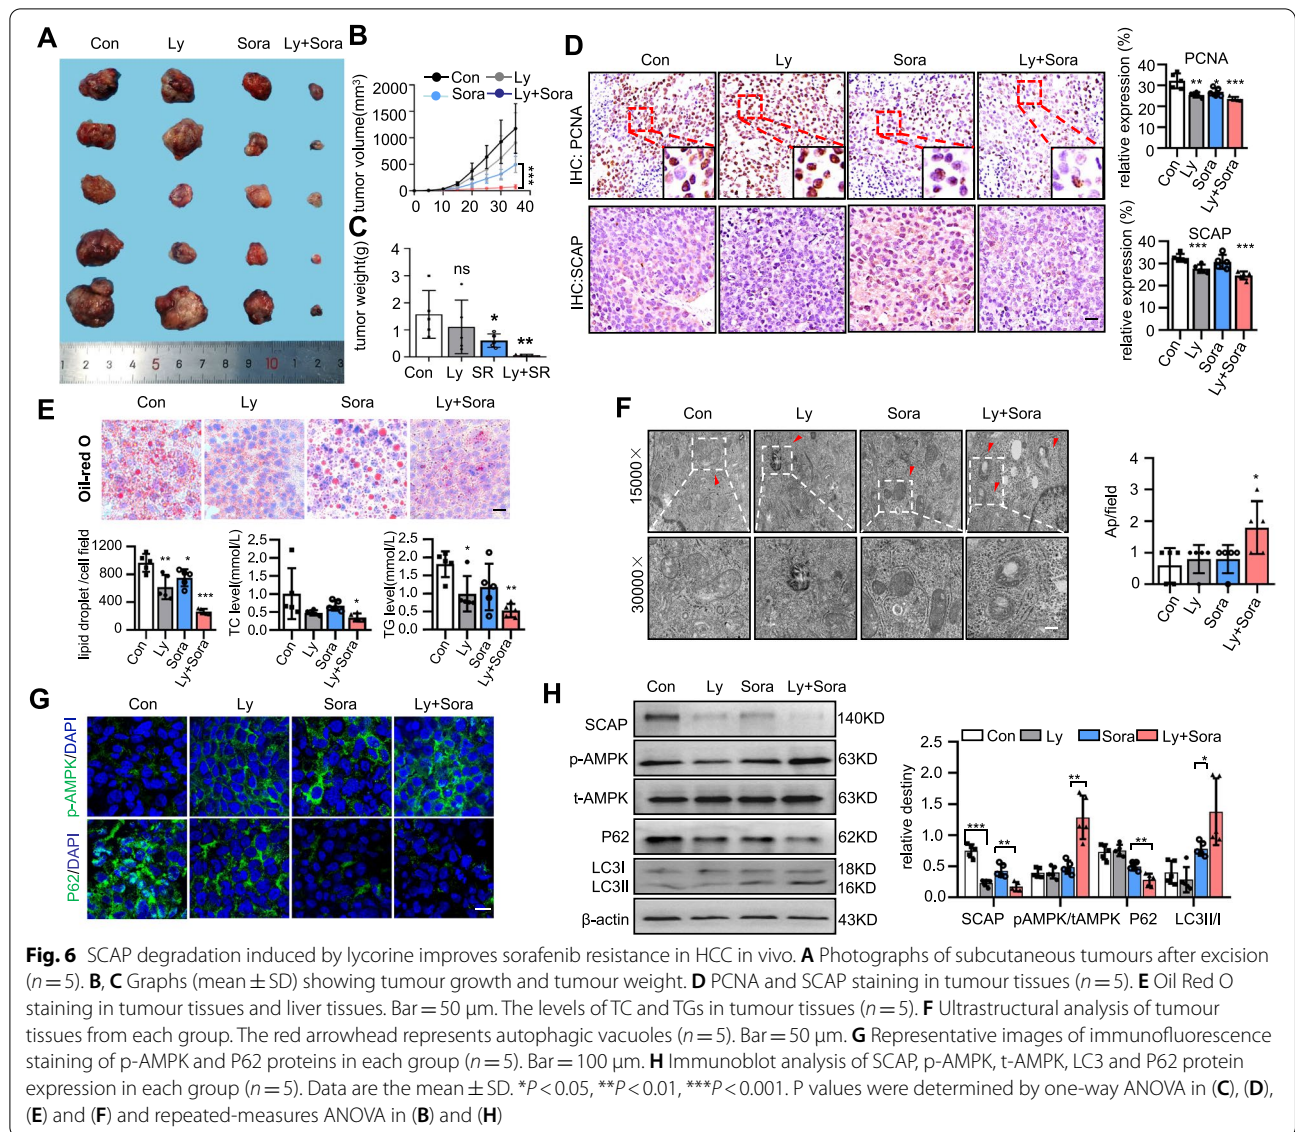 A
Con Ly Sora Ly+Sora
1 2 3 4 5 6 7 8 9 10 1 2 3
B
Con Ly
Sora Ly+Sora
tumor volume(mm³)
2000
1500
1000
500
0
0 10 20 30 40
***
C
tumor weight(g)
4
3
2
1
0
ns
*
**
Con Ly SR Ly+SR
D
Con Ly Sora Ly+Sora
IHC: PCNA
IHC:SCAP
relative expression (%)
PCNA
40
30
20
10
0
** * ***
Con Ly Sora Ly+Sora
relative expression (%)
SCAP
50
40
30
20
10
0
*** ***
Con Ly Sora Ly+Sora
E
Con Ly Sora Ly+Sora
Oil-red O
lipid droplet /cell field
1200
800
400
0
** * ***
Con Ly Sora Ly+Sora
TC level(mmol/L)
2.5
2.0
1.5
1.0
0.5
0.0
*
Con Ly Sora Ly+Sora
TG level(mmol/L)
2.5
2.0
1.5
1.0
0.5
0.0
* **
Con Ly Sora Ly+Sora
F
Con Ly Sora Ly+Sora
15000×
30000×
Ap/field
4
3
2
1
0
*
Con Ly Sora Ly+Sora
G
Con Ly Sora Ly+Sora
p-AMPK/DAPI
P62/DAPI
H
Con Ly Sora Ly+Sora
SCAP 140KD
p-AMPK 63KD
t-AMPK 63KD
P62 62KD
LC3I 18KD
LC3II 16KD
β-actin 43KD
Con Ly Sora Ly+Sora
relative destiny
2.5
2.0
1.5
1.0
0.5
0.0
*** ** ** ** *
SCAP pAMPK/tAMPK P62 LC3II/I
Fig. 6 SCAP degradation induced by lycorine improves sorafenib resistance in HCC in vivo. A Photographs of subcutaneous tumours after excision
(n = 5). B, C Graphs (mean ± SD) showing tumour growth and tumour weight. D PCNA and SCAP staining in tumour tissues (n = 5). E Oil Red O
staining in tumour tissues and liver tissues. Bar = 50 µm. The levels of TC and TGs in tumour tissues (n = 5). F Ultrastructural analysis of tumour
tissues from each group. The red arrowhead represents autophagic vacuoles (n = 5). Bar = 50 µm. G Representative images of immunofluorescence
staining of p-AMPK and P62 proteins in each group (n = 5). Bar = 100 µm. H Immunoblot analysis of SCAP, p-AMPK, t-AMPK, LC3 and P62 protein
expression in each group (n = 5). Data are the mean ± SD. *P < 0.05, **P < 0.01, ***P < 0.001. P values were determined by one-way ANOVA in (C), (D),
(E) and (F) and repeated-measures ANOVA in (B) and (H)